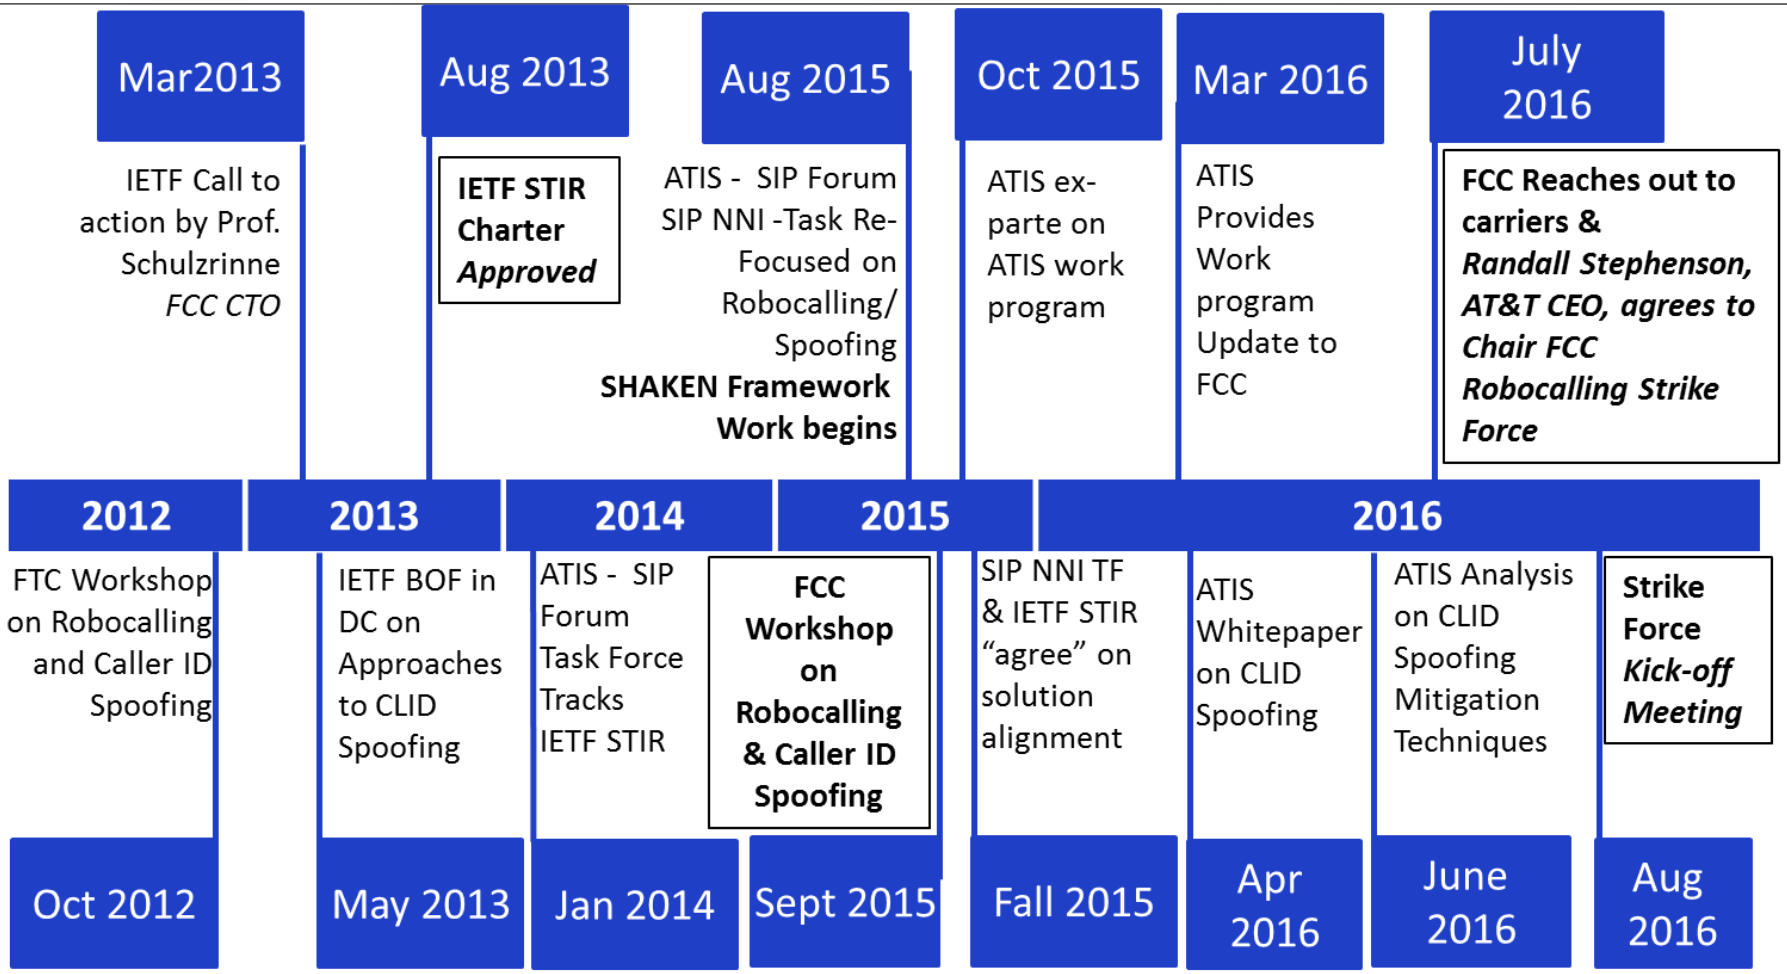 Mar2013
IETF Call to
action by Prof.
Schulzrinne
FCC CTO
Aug 2013
IETF STIR
Charter
Approved
Aug 2015
ATIS - SIP Forum
SIP NNI -Task Re-
Focused on
Robocalling/
Spoofing
SHAKEN Framework
Work begins
Oct 2015
ATIS ex-
parte on
ATIS work
program
Mar 2016
ATIS
Provides
Work
program
Update to
FCC
July
2016
FCC Reaches out to
carriers &
Randall Stephenson,
AT&T CEO, agrees to
Chair FCC
Robocalling Strike
Force
2012
2013
2014
2015
2016
FTC Workshop
on Robocalling
and Caller ID
Spoofing
Oct 2012
IETF BOF in
DC on
Approaches
to CLID
Spoofing
May 2013
ATIS - SIP
Forum
Task Force
Tracks
IETF STIR
Jan 2014
FCC
Workshop
on
Robocalling
& Caller ID
Spoofing
Sept 2015
SIP NNI TF
& IETF STIR
“agree” on
solution
alignment
Fall 2015
ATIS
Whitepaper
on CLID
Spoofing
Apr
2016
ATIS Analysis
on CLID
Spoofing
Mitigation
Techniques
June
2016
Strike
Force
Kick-off
Meeting
Aug
2016